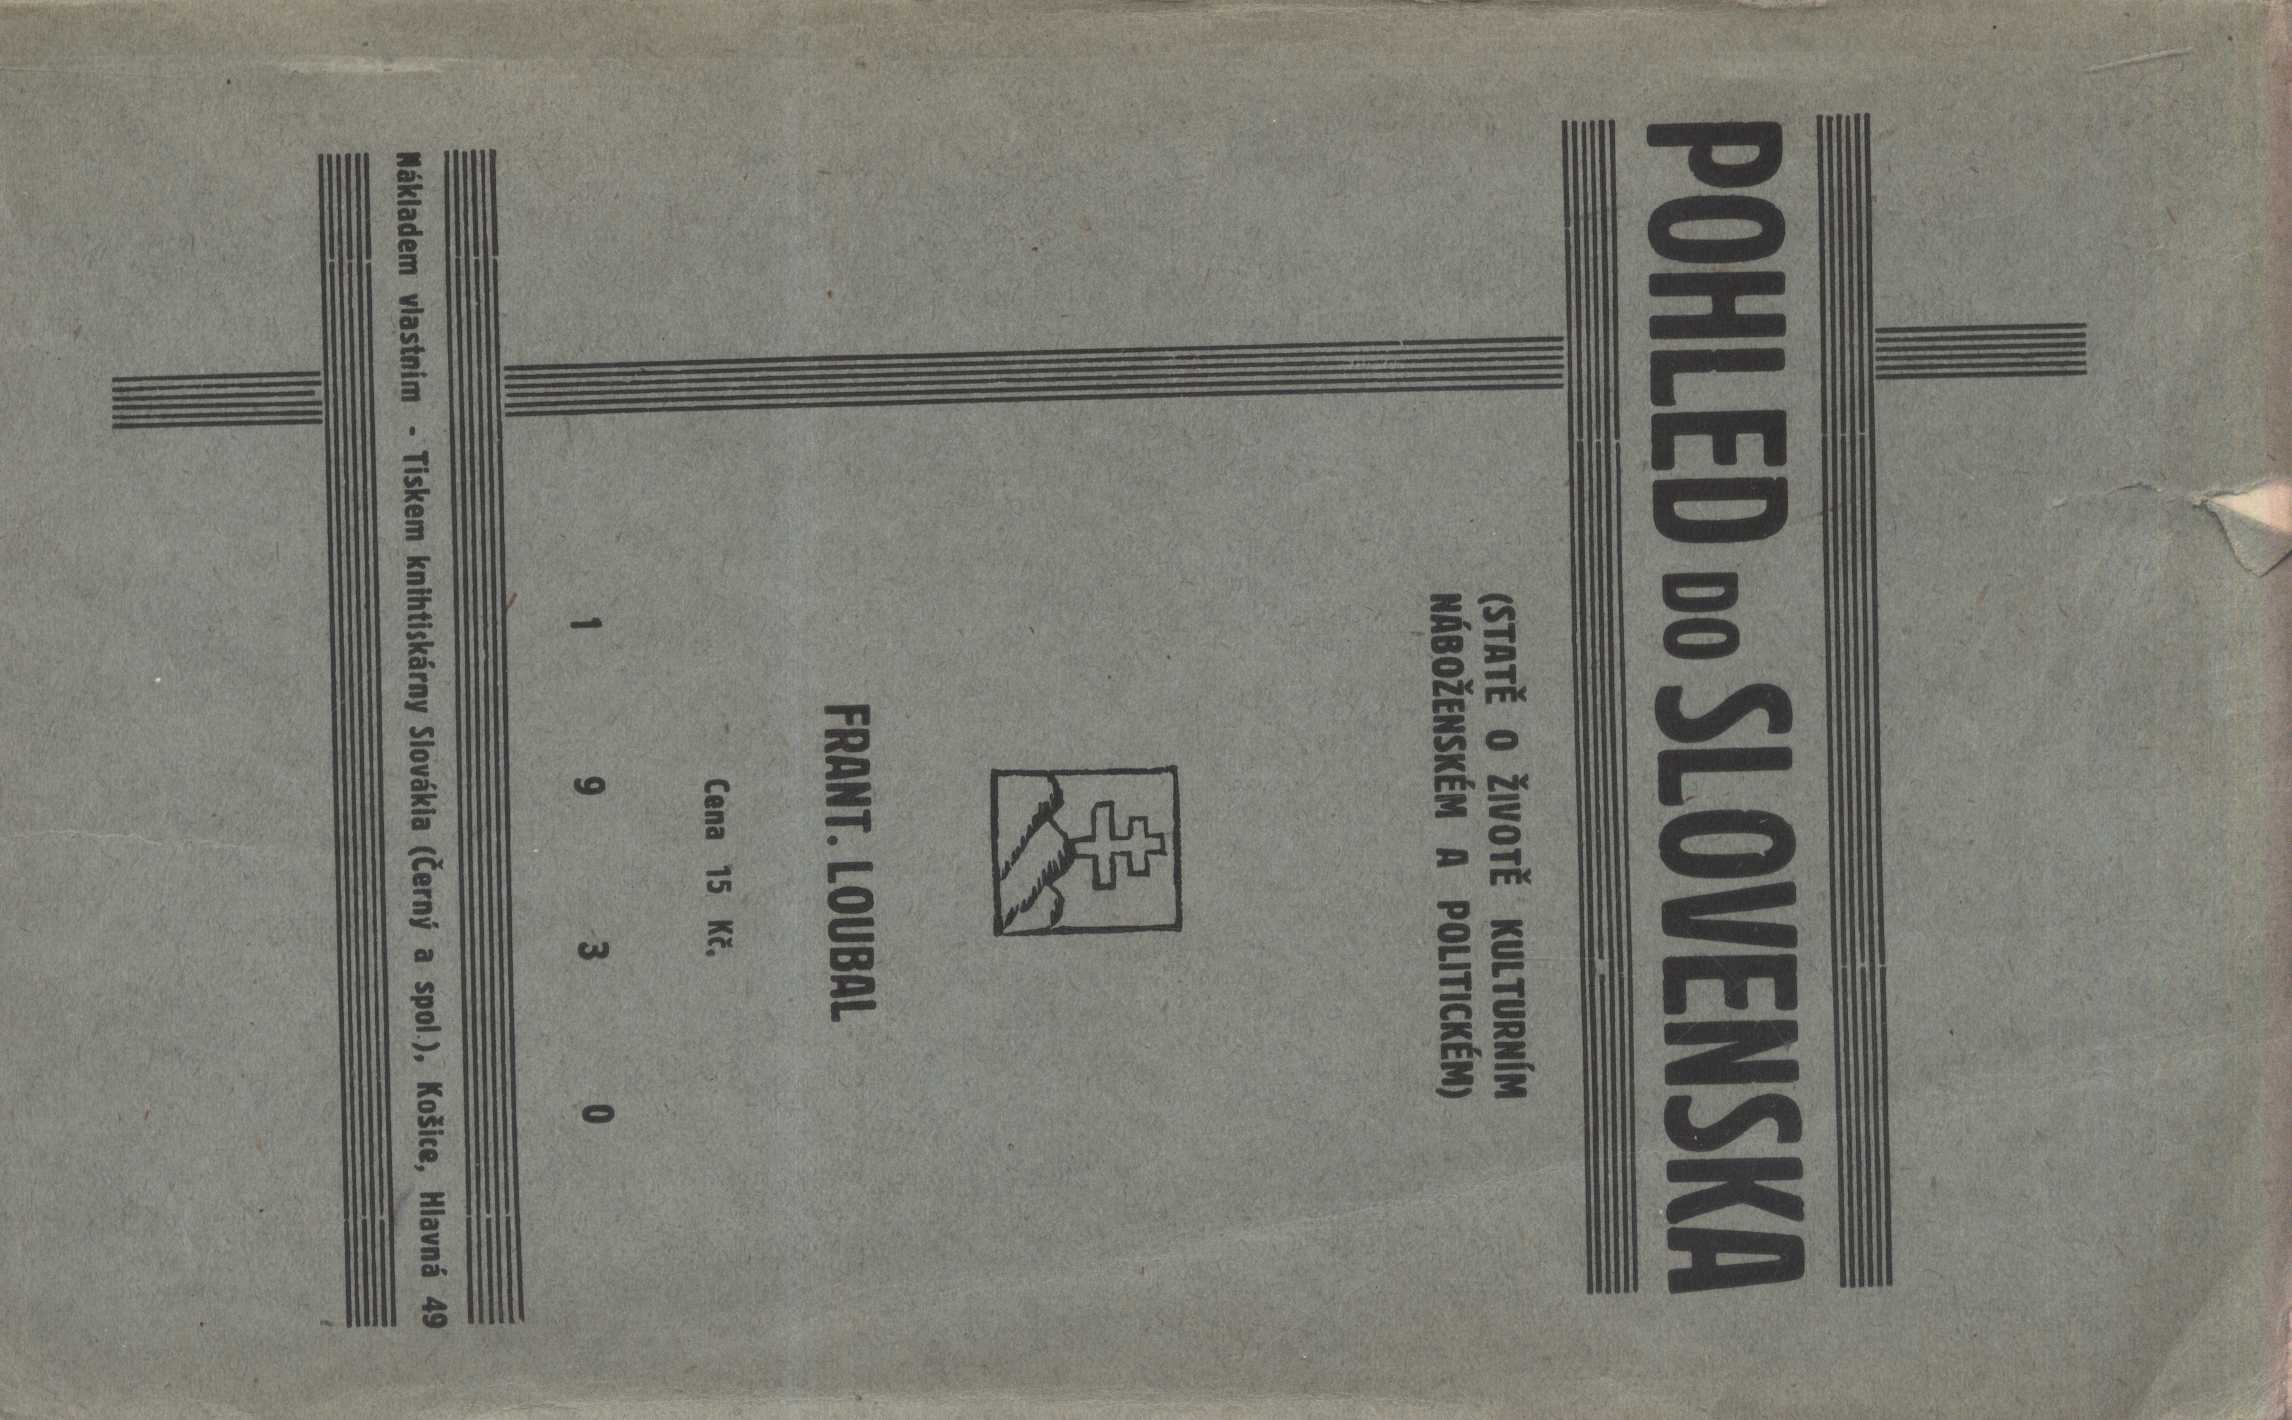 POHLED DO SLOVENSKA
(STATĚ O ŽIVOTĚ KULTURNÍM
NÁBOŽENSKÉM A POLITICKÉM)
FRANT. LOUBAL
Cena 15 Kč.
1 9 3 0
Nákladem vlastním - Tiskem knihtiskárny Slovákia (Černý a spol.), Košice, Hlavná 49